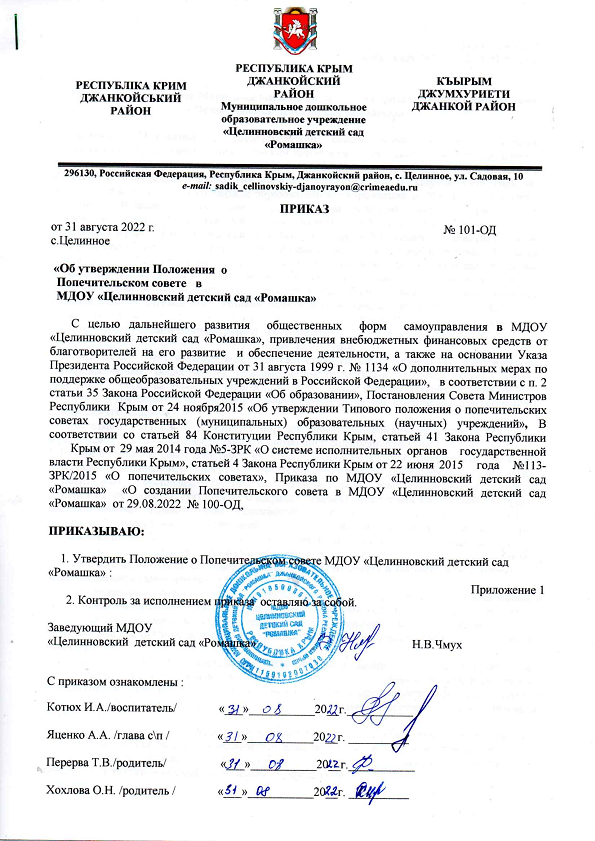 РЕСПУБЛІКА КРИМ
ДЖАНКОЙСЬКИЙ
РАЙОН
РЕСПУБЛИКА КРЫМ
ДЖАНКОЙСКИЙ
РАЙОН
Муниципальное дошкольное
образовательное учреждение
«Целинновский детский сад
«Ромашка»
КЪЫРЫМ
ДЖУМХУРИЕТИ
ДЖАНКОЙ РАЙОН
296130, Российская Федерация, Республика Крым, Джанкойский район, с. Целинное, ул. Садовая, 10
e-mail: sadik_cellinovskiy-djanoyrayon@crimeaedu.ru
ПРИКАЗ
от 31 августа 2022 г. № 101-ОД
с.Целинное
«Об утверждении Положения о
Попечительском совете в
МДОУ «Целинновский детский сад «Ромашка»
С целью дальнейшего развития общественных форм самоуправления в МДОУ
«Целинновский детский сад «Ромашка», привлечения внебюджетных финансовых средств от
благотворителей на его развитие и обеспечение деятельности, а также на основании Указа
Президента Российской Федерации от 31 августа 1999 г. № 1134 «О дополнительных мерах по
поддержке общеобразовательных учреждений в Российской Федерации», в соответствии с п. 2
статьи 35 Закона Российской Федерации «Об образовании», Постановления Совета Министров
Республики Крым от 24 ноября2015 «Об утверждении Типового положения о попечительских
советах государственных (муниципальных) образовательных (научных) учреждений», В
соответствии со статьей 84 Конституции Республики Крым, статьей 41 Закона Республики
Крым от 29 мая 2014 года №5-ЗРК «О системе исполнительных органов государственной
власти Республики Крым», статьей 4 Закона Республики Крым от 22 июня 2015 года №113-
ЗРК/2015 «О попечительских советах», Приказа по МДОУ «Целинновский детский сад
«Ромашка» «О создании Попечительского совета в МДОУ «Целинновский детский сад
«Ромашка» от 29.08.2022 № 100-ОД,
ПРИКАЗЫВАЮ:
1. Утвердить Положение о Попечительском совете МДОУ «Целинновский детский сад
«Ромашка» :
Приложение 1
2. Контроль за исполнением приказа оставляю за собой.
Заведующий МДОУ
«Целинновский детский сад «Ромашка» Н.В.Чмух
МДОУ
ЦЕЛИННОВСКИЙ
ДЕТСКИЙ САД
"РОМАШКА"
РЕСПУБЛИКА КРЫМ
С приказом ознакомлены :
Котюх И.А./воспитатель/ «31» 08 2022г.
Яценко А.А. /глава с\п / «31» 08 2022г.
Перерва Т.В./родитель/ «31» 08 2022г.
Хохлова О.Н. /родитель / «31» 08 2022г.